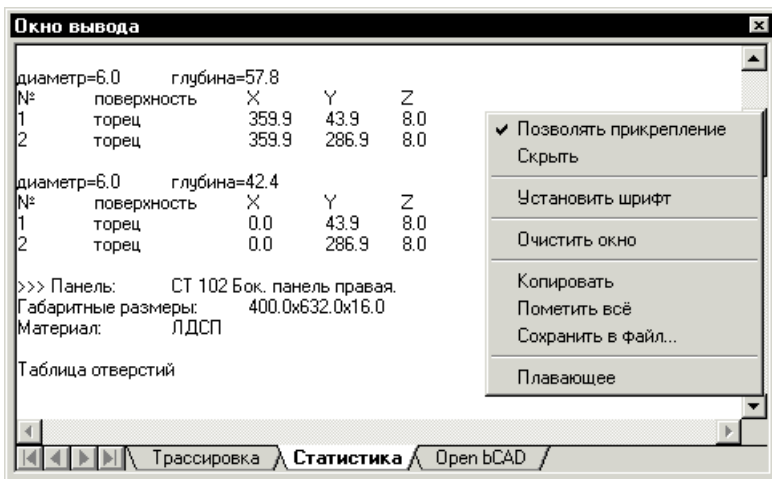 Окно вывода
диаметр=6.0 глубина=57.8
№ поверхность X Y Z
1 торец 359.9 43.9 8.0
2 торец 359.9 286.9 8.0
диаметр=6.0 глубина=42.4
№ поверхность X Y Z
1 торец 0.0 43.9 8.0
2 торец 0.0 286.9 8.0
>>> Панель: СТ 102 Бок. панель правая.
Габаритные размеры: 400.0x632.0x16.0
Материал: ЛДСП
Таблица отверстий
Позволять прикрепление
Скрыть
Установить шрифт
Очистить окно
Копировать
Пометить всё
Сохранить в файл...
Плавающее
Трассировка Статистика Open bCAD